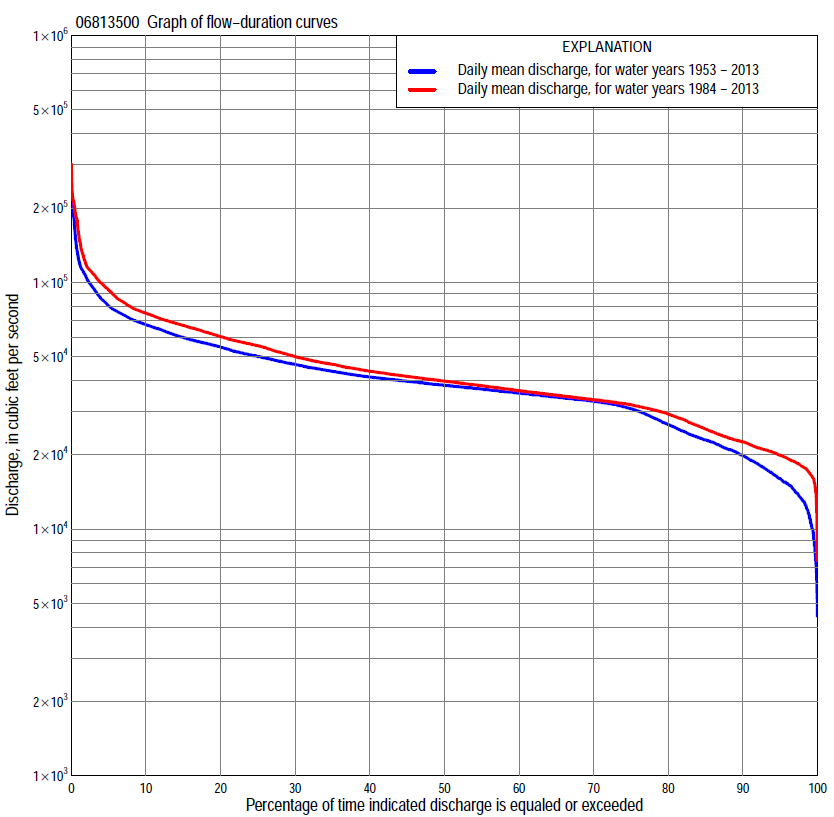 06813500 Graph of flow−duration curves
EXPLANATION
Daily mean discharge, for water years 1953 − 2013
Daily mean discharge, for water years 1984 − 2013
Discharge, in cubic feet per second
1×10⁶
5×10⁵
2×10⁵
1×10⁵
5×10⁴
2×10⁴
1×10⁴
5×10³
2×10³
1×10³
0 10 20 30 40 50 60 70 80 90 100
Percentage of time indicated discharge is equaled or exceeded